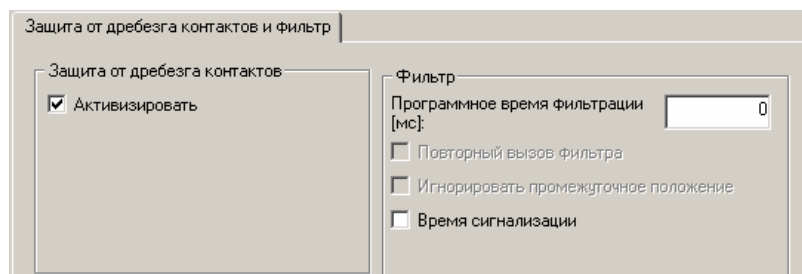 Защита от дребезга контактов и фильтр
Защита от дребезга контактов
Активизировать
Фильтр
Программное время фильтрации
[мс]:
0
Повторный вызов фильтра
Игнорировать промежуточное положение
Время сигнализации